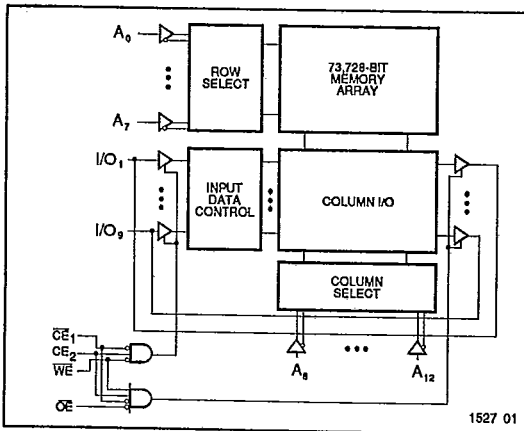 A0
ROW
SELECT
73,728-BIT
MEMORY
ARRAY
A7
I/O1
INPUT
DATA
CONTROL
COLUMN I/O
I/O9
COLUMN
SELECT
CE1
CE2
WE
OE
A8
A12
1527 01